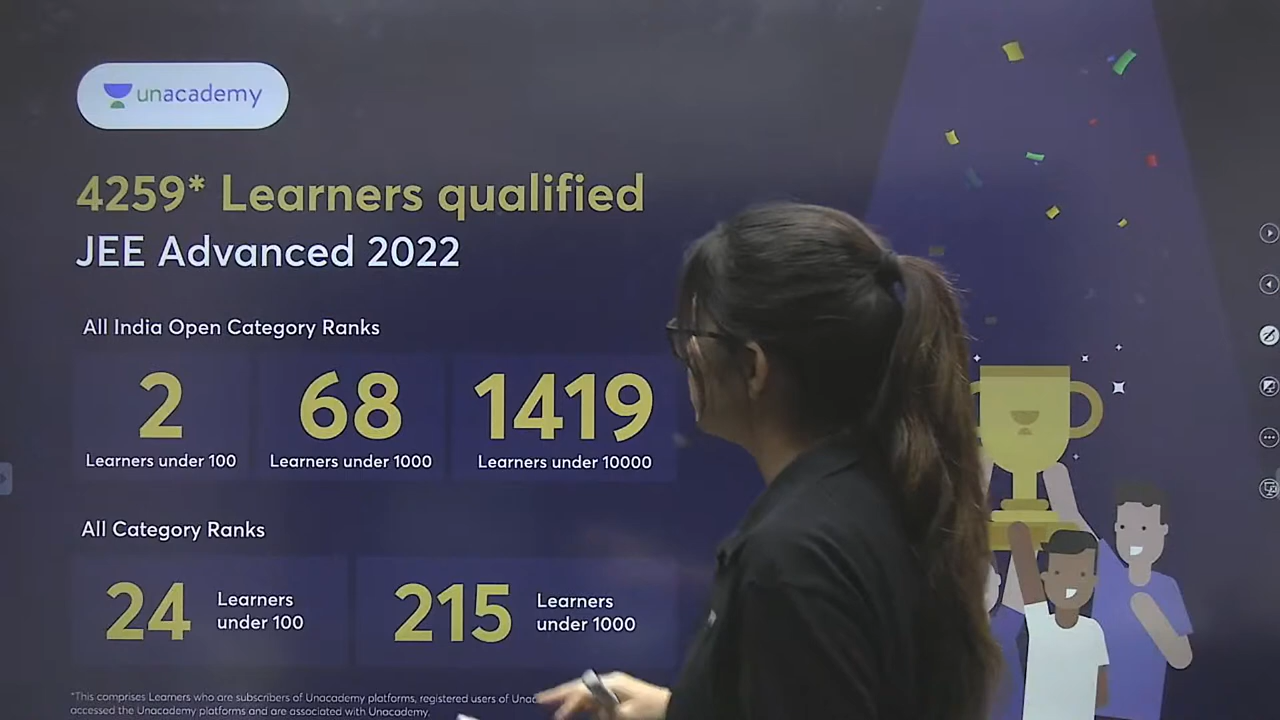 unacademy
4259* Learners qualified
JEE Advanced 2022
All India Open Category Ranks
2
Learners under 100
68
Learners under 1000
1419
Learners under 10000
All Category Ranks
24
Learners
under 100
215
Learners
under 1000
*This comprises Learners who are subscribers of Unacademy platforms, registered users of
accessed the Unacademy platforms and are associated with Unacademy.